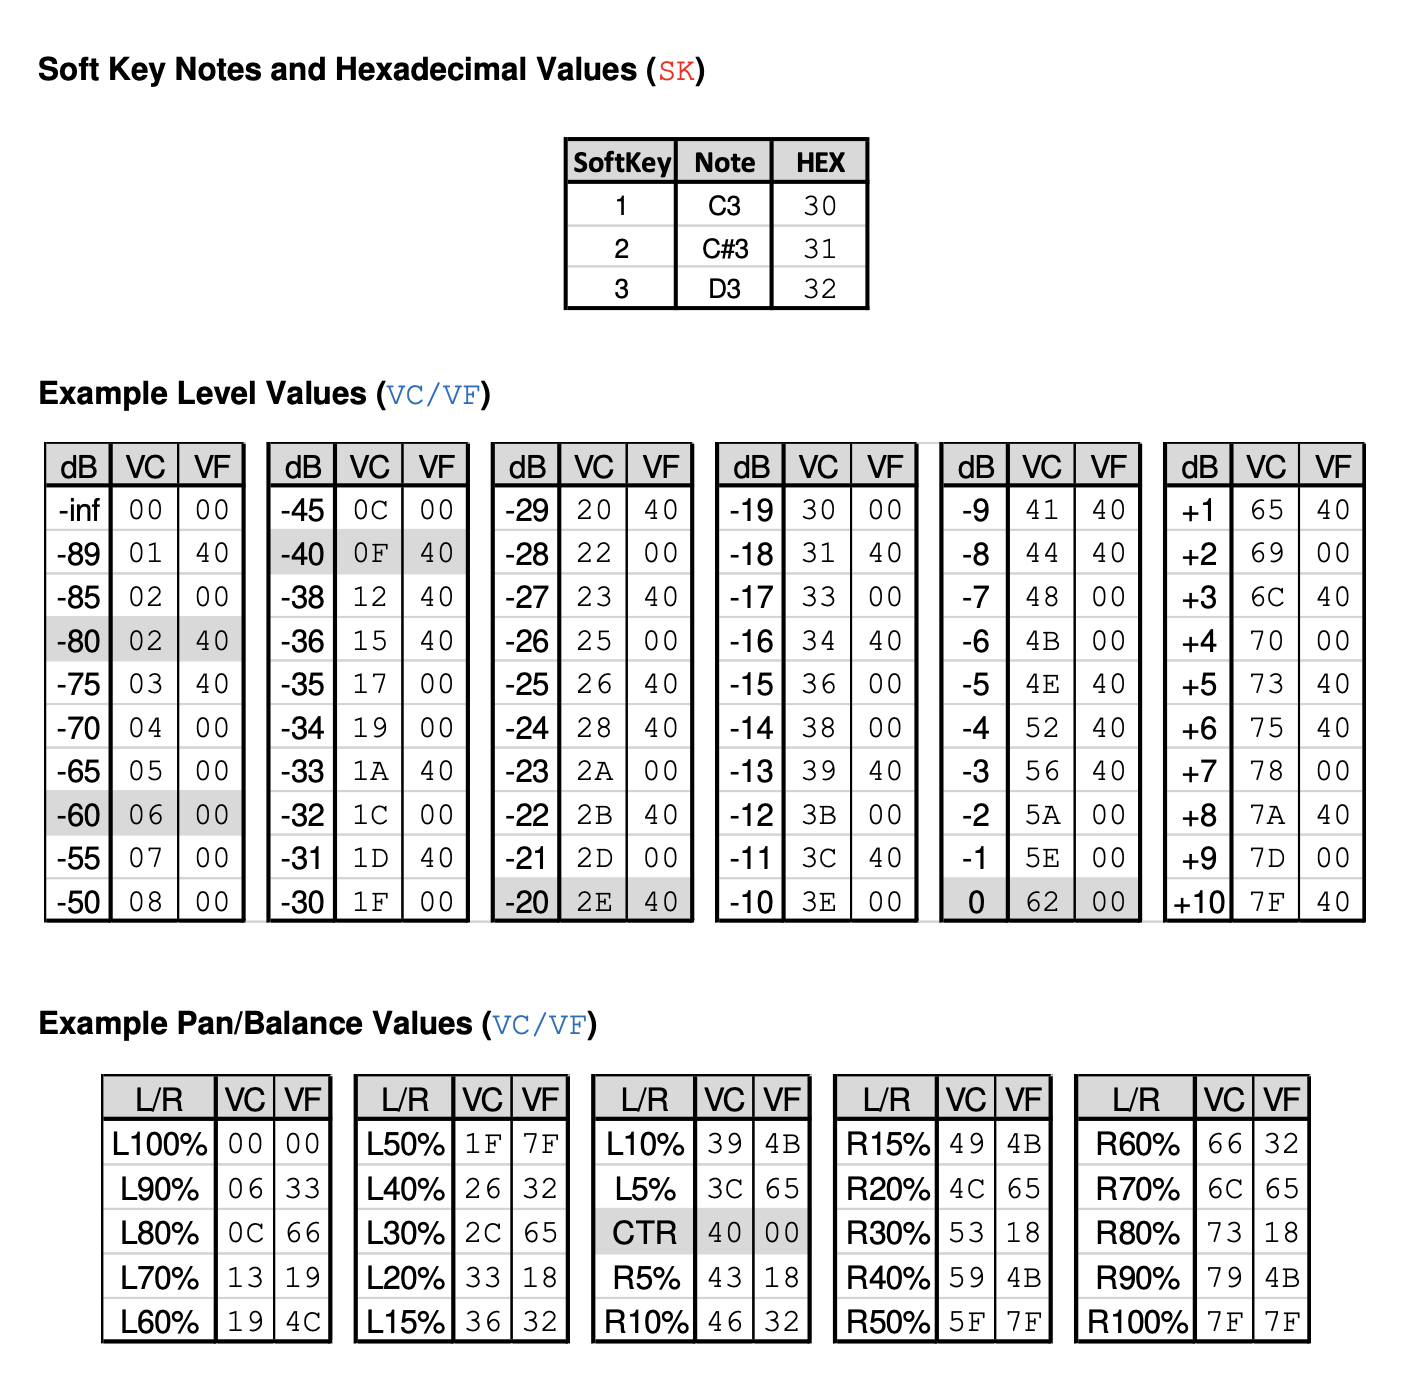 Soft Key Notes and Hexadecimal Values (SK)
SoftKey Note HEX
1 C3 30
2 C#3 31
3 D3 32
Example Level Values (VC/VF)
dB VC VF dB VC VF dB VC VF dB VC VF dB VC VF dB VC VF
-inf 00 00 -45 0C 00 -29 20 40 -19 30 00 -9 41 40 +1 65 40
-89 01 40 -40 0F 40 -28 22 00 -18 31 40 -8 44 40 +2 69 00
-85 02 00 -38 12 40 -27 23 40 -17 33 00 -7 48 00 +3 6C 40
-80 02 40 -36 15 40 -26 25 00 -16 34 40 -6 4B 00 +4 70 00
-75 03 40 -35 17 00 -25 26 40 -15 36 00 -5 4E 40 +5 73 40
-70 04 00 -34 19 00 -24 28 40 -14 38 00 -4 52 40 +6 75 40
-65 05 00 -33 1A 40 -23 2A 00 -13 39 40 -3 56 40 +7 78 00
-60 06 00 -32 1C 00 -22 2B 40 -12 3B 00 -2 5A 00 +8 7A 40
-55 07 00 -31 1D 40 -21 2D 00 -11 3C 40 -1 5E 00 +9 7D 00
-50 08 00 -30 1F 00 -20 2E 40 -10 3E 00 0 62 00 +10 7F 40
Example Pan/Balance Values (VC/VF)
L/R VC VF L/R VC VF L/R VC VF L/R VC VF L/R VC VF
L100% 00 00 L50% 1F 7F L10% 39 4B R15% 49 4B R60% 66 32
L90% 06 33 L40% 26 32 L5% 3C 65 R20% 4C 65 R70% 6C 65
L80% 0C 66 L30% 2C 65 CTR 40 00 R30% 53 18 R80% 73 18
L70% 13 19 L20% 33 18 R5% 43 18 R40% 59 4B R90% 79 4B
L60% 19 4C L15% 36 32 R10% 46 32 R50% 5F 7F R100% 7F 7F